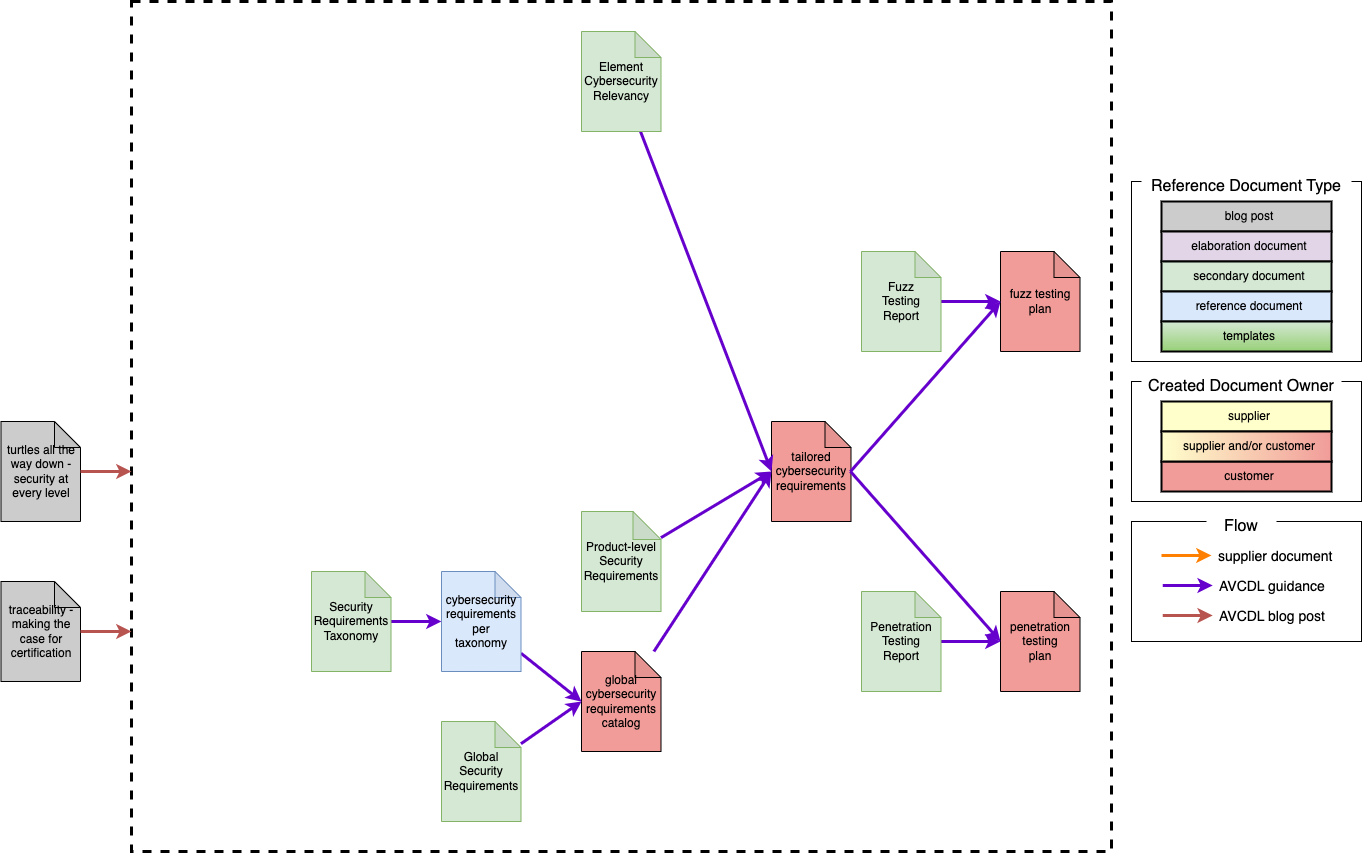 Element
Cybersecurity
Relevancy
Fuzz
Testing
Report
fuzz testing
plan
turtles all the
way down -
security at
every level
tailored
cybersecurity
requirements
Product-level
Security
Requirements
traceability -
making the
case for
certification
Security
Requirements
Taxonomy
cybersecurity
requirements
per
taxonomy
Penetration
Testing
Report
penetration
testing
plan
global
cybersecurity
requirements
catalog
Global
Security
Requirements
Reference Document Type
blog post
elaboration document
secondary document
reference document
templates
Created Document Owner
supplier
supplier and/or customer
customer
Flow
supplier document
AVCDL guidance
AVCDL blog post